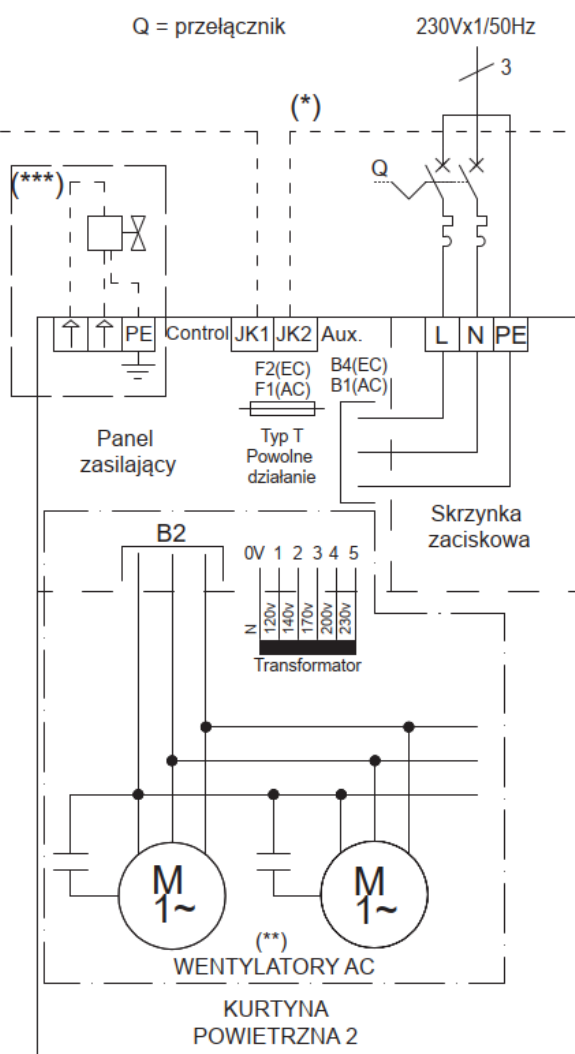 Q = przełącznik
230Vx1/50Hz
3
(*)
(***)
Q
PE
Control
JK1
JK2
Aux.
L
N
PE
F2(EC)
F1(AC)
B4(EC)
B1(AC)
Typ T
Powolne
działanie
Panel
zasilający
Skrzynka
zaciskowa
B2
0V 1 2 3 4 5
N
120v
140v
170v
200v
230v
Transformator
M
1~
M
1~
(**)
WENTYLATORY AC
KURTYNA
POWIETRZNA 2